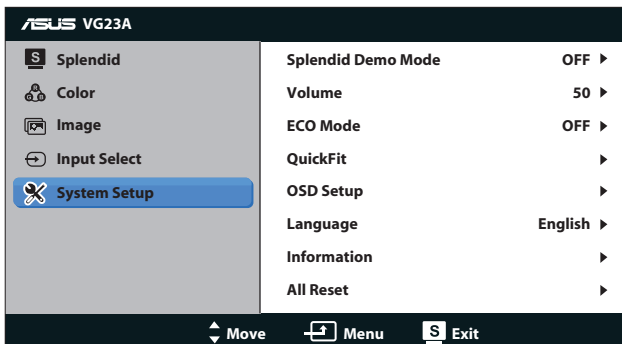 ASUS VG23A
S Splendid
Color
Image
Input Select
System Setup
Splendid Demo Mode OFF
Volume 50
ECO Mode OFF
QuickFit
OSD Setup
Language English
Information
All Reset
Move Menu S Exit